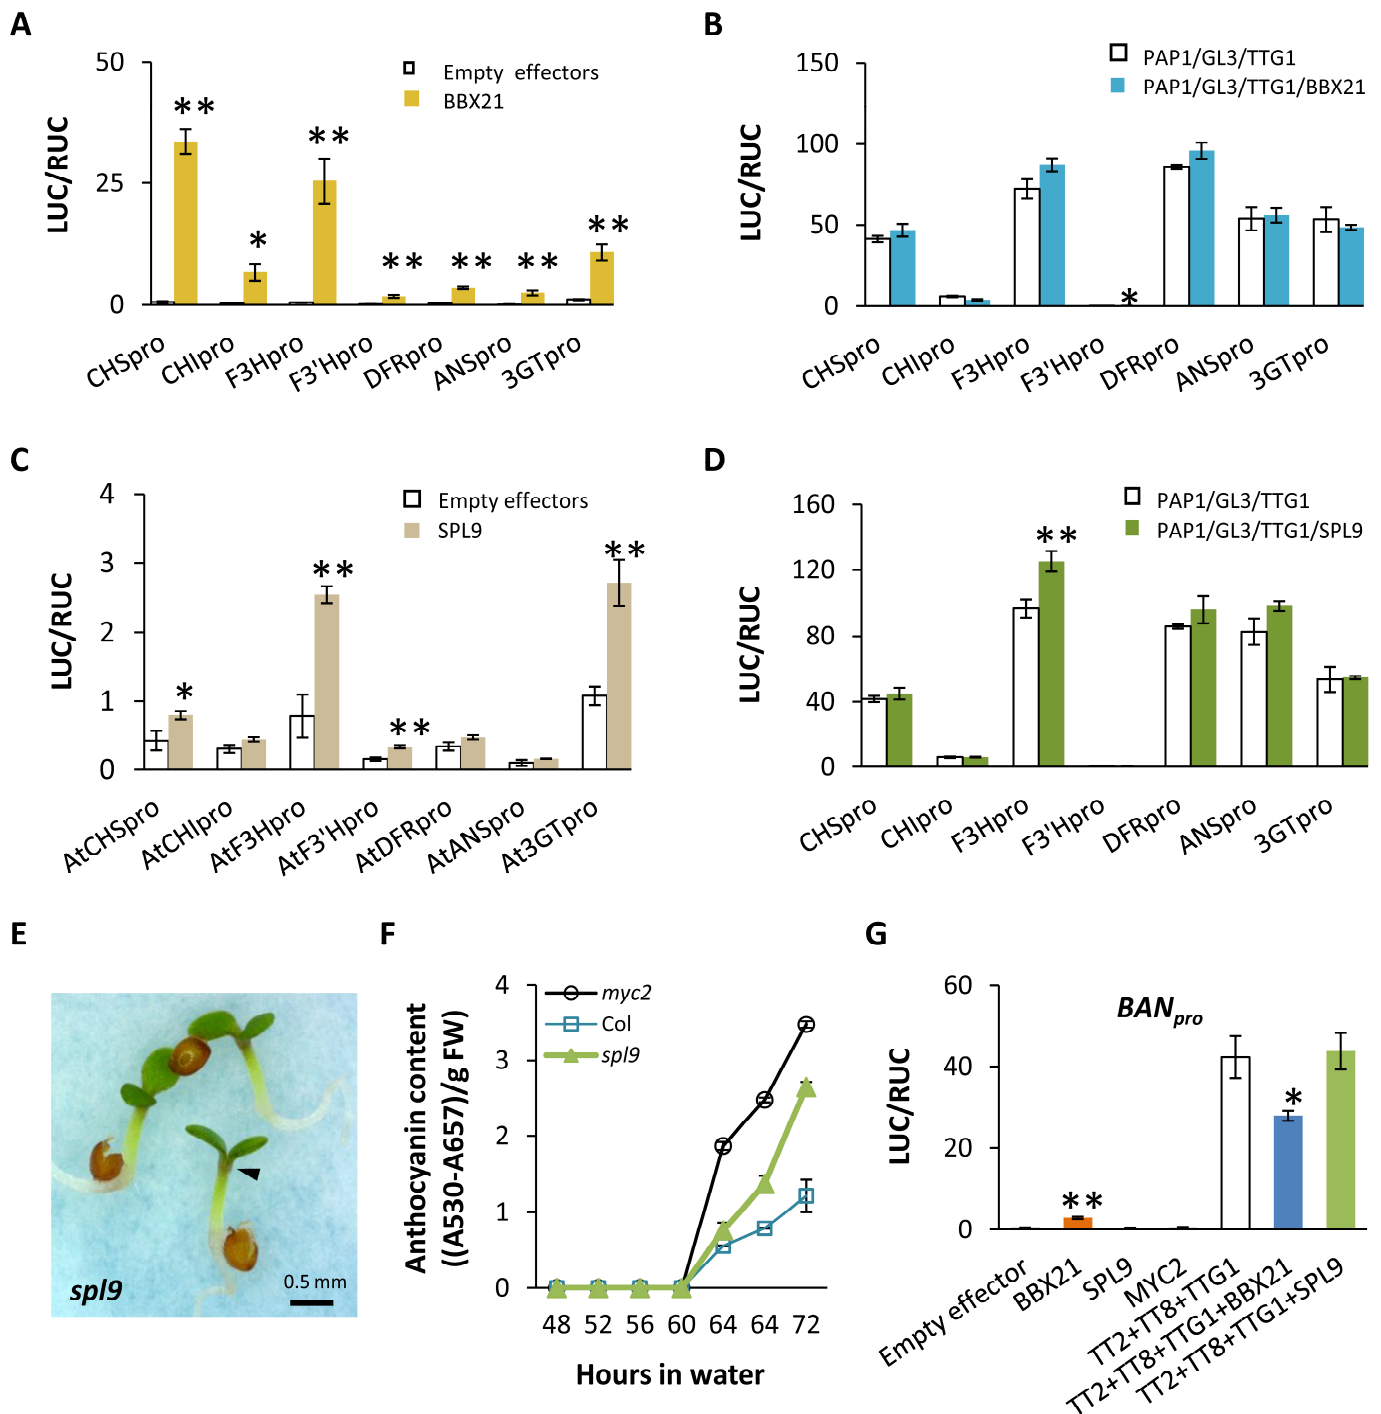 A
50
25
0
LUC/RUC
Empty effectors
BBX21
**
*
**
**
**
**
**
CHSpro
CHIpro
F3Hpro
F3'Hpro
DFRpro
ANSpro
3GTpro
B
150
100
50
0
LUC/RUC
PAP1/GL3/TTG1
PAP1/GL3/TTG1/BBX21
*
CHSpro
CHIpro
F3Hpro
F3'Hpro
DFRpro
ANSpro
3GTpro
C
4
3
2
1
0
LUC/RUC
Empty effectors
SPL9
*
**
**
**
AtCHSpro
AtCHIpro
AtF3Hpro
AtF3'Hpro
AtDFRpro
AtANSpro
At3GTpro
D
160
120
80
40
0
LUC/RUC
PAP1/GL3/TTG1
PAP1/GL3/TTG1/SPL9
**
CHSpro
CHIpro
F3Hpro
F3'Hpro
DFRpro
ANSpro
3GTpro
E
spl9
0.5 mm
F
4
3
2
1
0
Anthocyanin content
((A530-A657)/g FW)
myc2
Col
spl9
48 52 56 60 64 64 72
Hours in water
G
60
40
20
0
LUC/RUC
BANpro
**
*
Empty effector
BBX21
SPL9
MYC2
TT2+TT8+TTG1
TT2+TT8+TTG1+BBX21
TT2+TT8+TTG1+SPL9